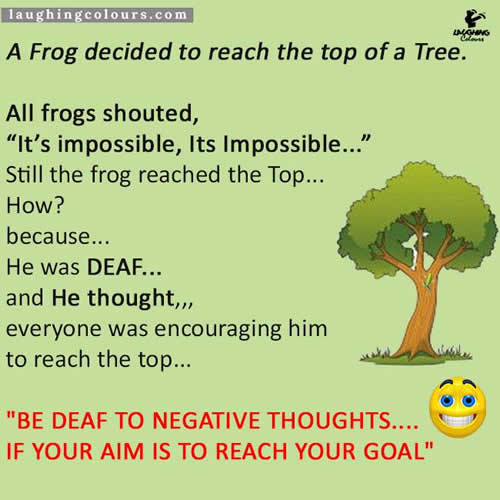 laughingcolours.com
LAUGHING
Colours
A Frog decided to reach the top of a Tree.
All frogs shouted,
“It’s impossible, Its Impossible...”
Still the frog reached the Top...
How?
because...
He was DEAF...
and He thought,,,
everyone was encouraging him
to reach the top...
"BE DEAF TO NEGATIVE THOUGHTS....
IF YOUR AIM IS TO REACH YOUR GOAL"